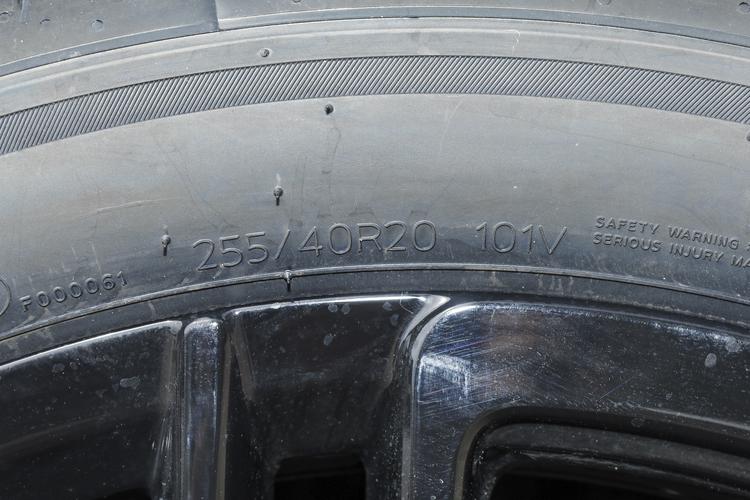 F000061
255/40R20 101V
SAFETY WARNING
SERIOUS INJURY